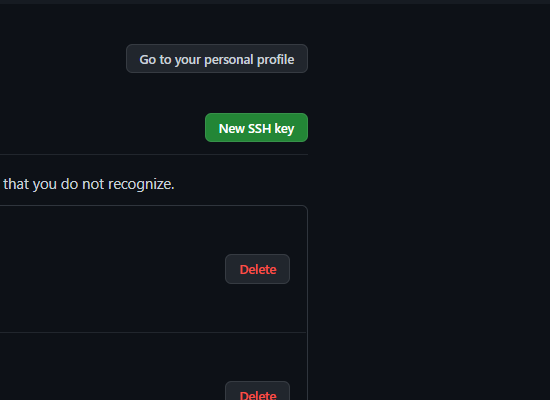 Go to your personal profile
New SSH key
that you do not recognize.
Delete
Delete